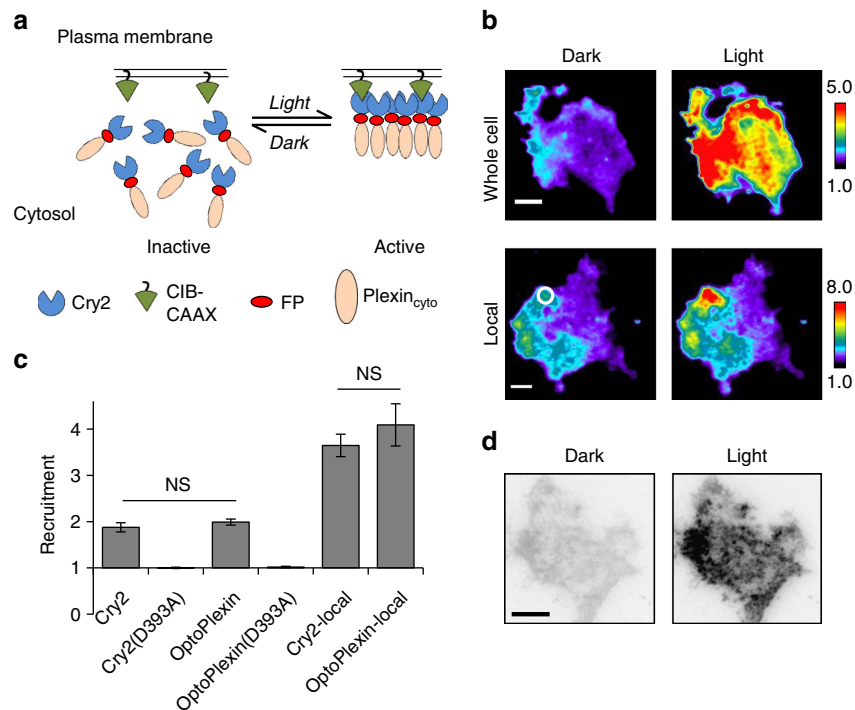 a
Plasma membrane
Light
Dark
Cytosol
Inactive
Active
Cry2
CIB-
CAAX
FP
Plexincyto
b
Dark
Light
Whole cell
5.0
1.0
Local
8.0
1.0
c
Recruitment
4
3
2
1
0
NS
NS
Cry2
Cry2(D393A)
OptoPlexin
OptoPlexin(D393A)
Cry2-local
OptoPlexin-local
d
Dark
Light